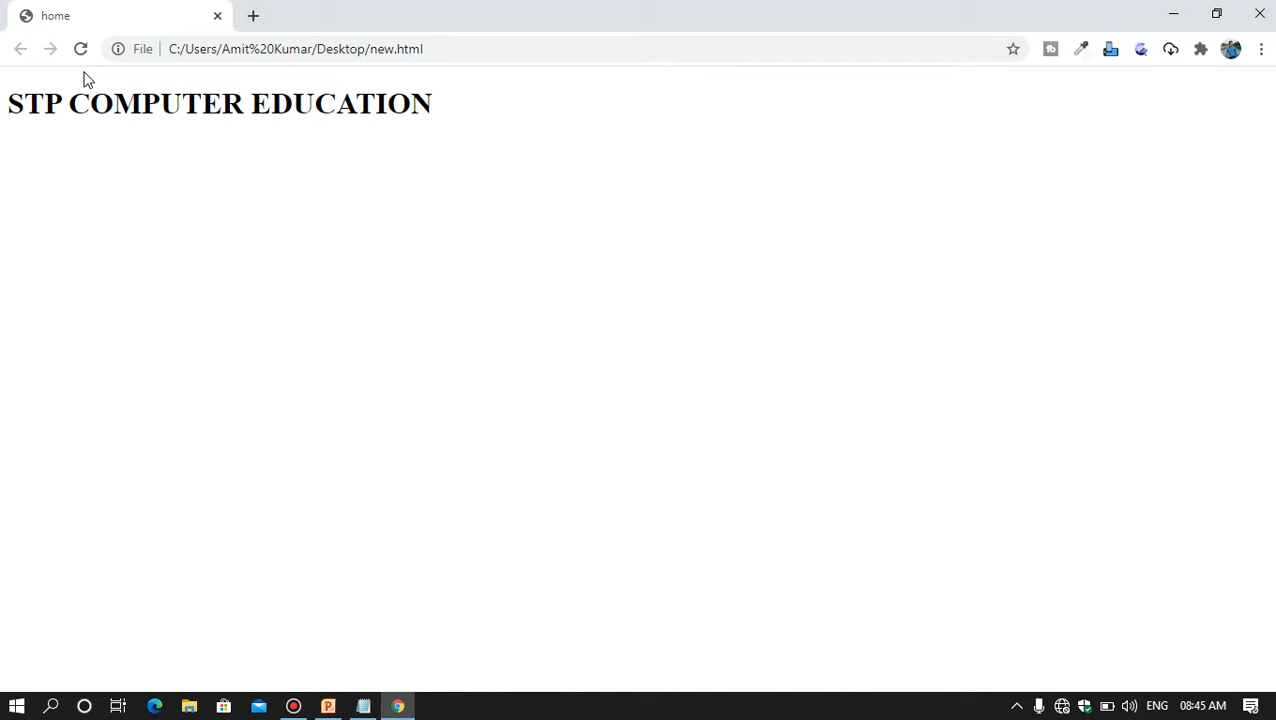 home
File
C:/Users/Amit%20Kumar/Desktop/new.html
STP COMPUTER EDUCATION
ENG
08:45 AM